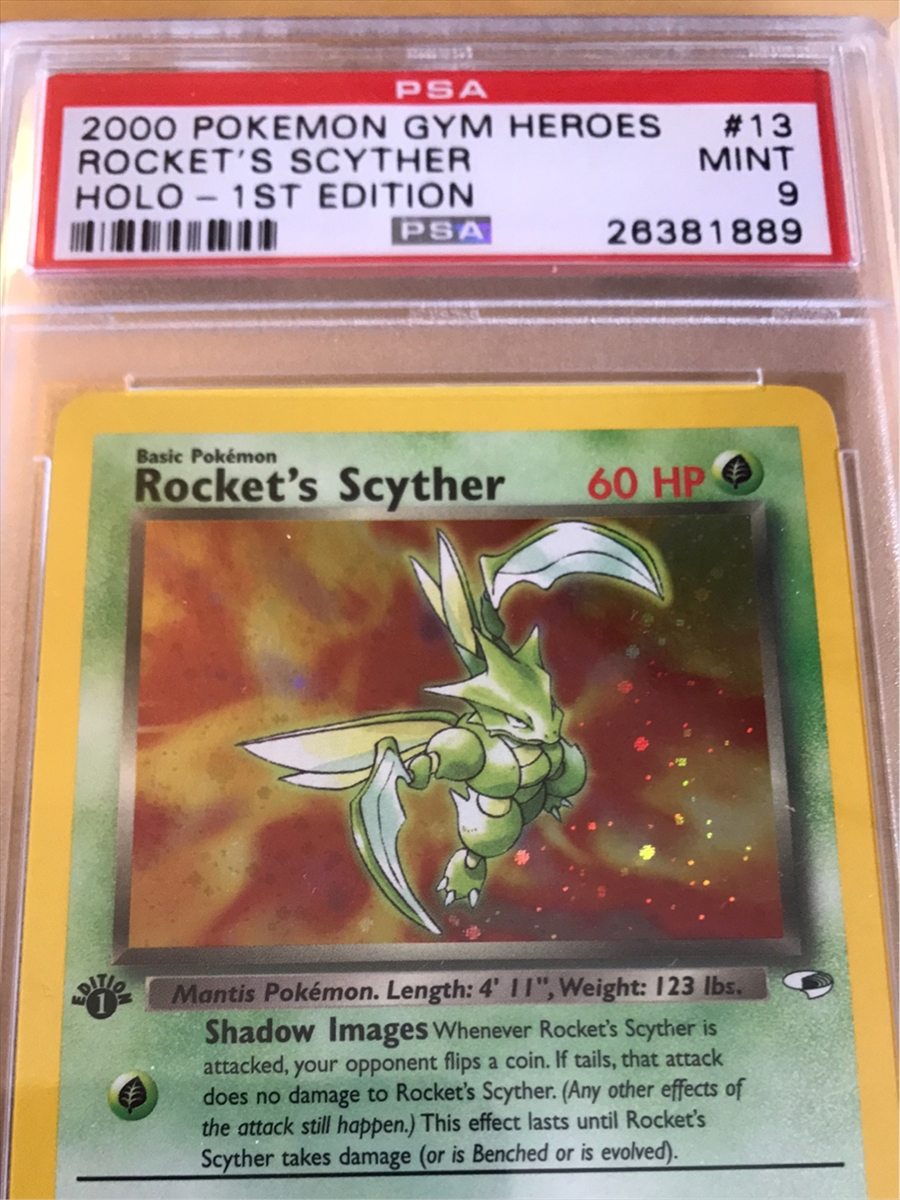 PSA
2000 POKEMON GYM HEROES #13
ROCKET'S SCYTHER MINT
HOLO - 1ST EDITION 9
PSA 26381889
Basic Pokémon
Rocket's Scyther 60 HP
EDITION
1
Mantis Pokémon. Length: 4' 11", Weight: 123 lbs.
Shadow Images Whenever Rocket's Scyther is
attacked, your opponent flips a coin. If tails, that attack
does no damage to Rocket's Scyther. (Any other effects of
the attack still happen.) This effect lasts until Rocket's
Scyther takes damage (or is Benched or is evolved).